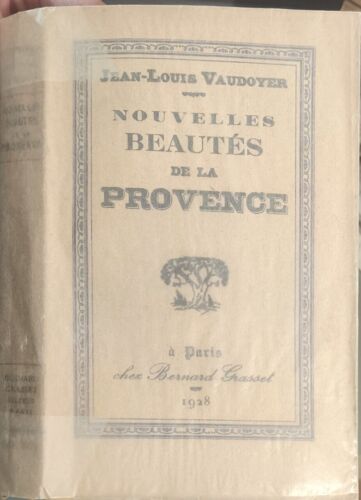 JEAN-LOUIS VAUDOYER
NOUVELLES
BEAUTÉS
DE LA
PROVENCE
à Paris
chez Bernard Grasset
1928